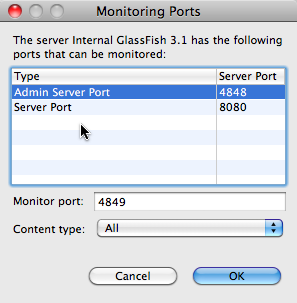 Monitoring Ports
The server Internal GlassFish 3.1 has the following
ports that can be monitored:
Type Server Port
Admin Server Port 4848
Server Port 8080
Monitor port: 4849
Content type: All
Cancel OK